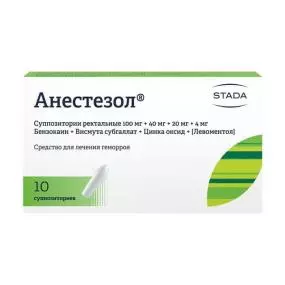 STADA
Анестезол®
Суппозитории ректальные 100 мг + 40 мг + 20 мг + 4 мг
Бензокаин + Висмута субгаллат + Цинка оксид + [Левоментол]
Средство для лечения геморроя
10
суппозиториев